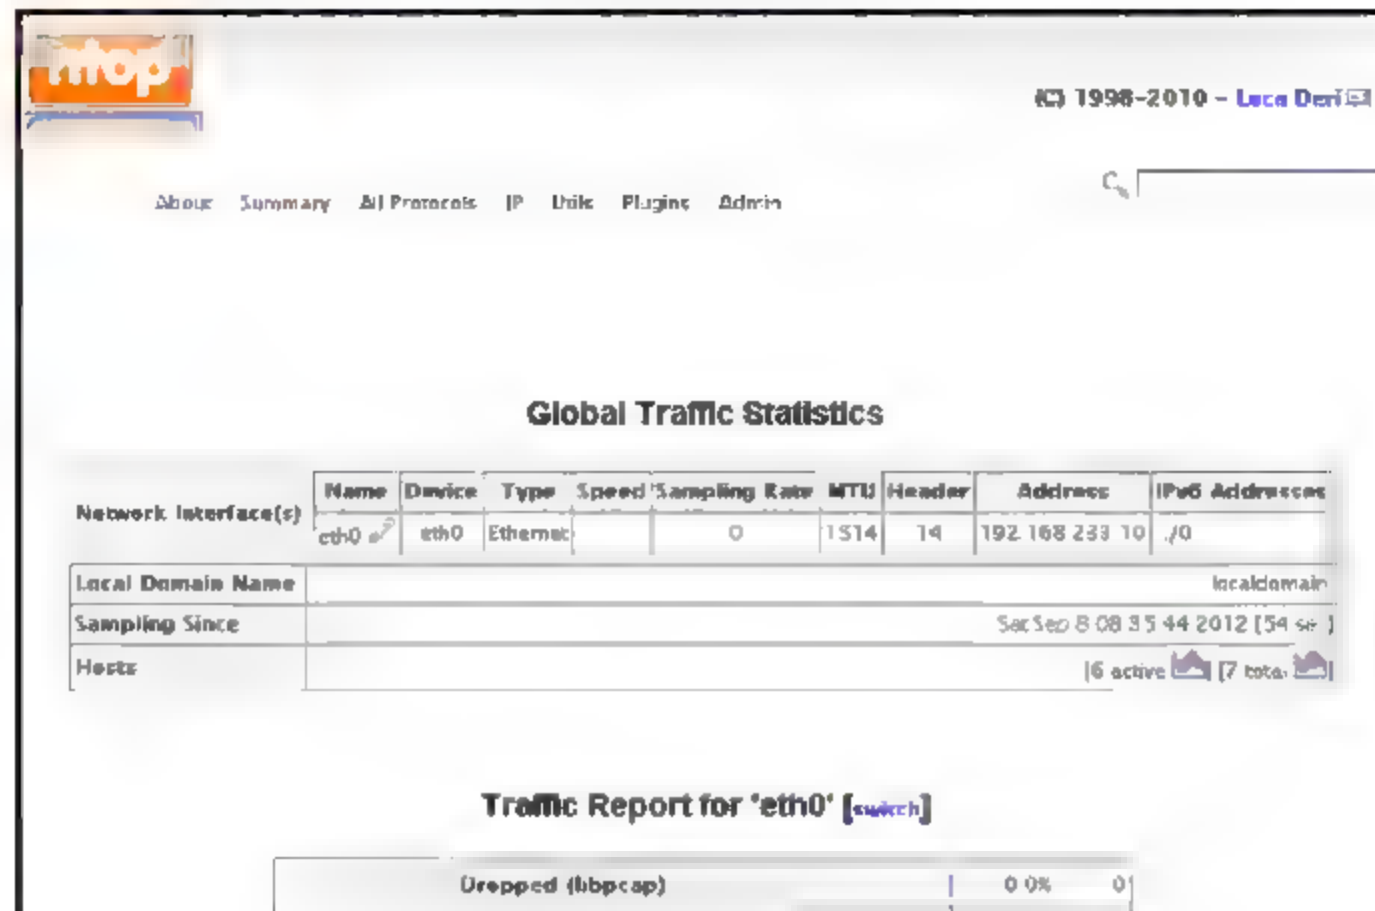 ntop
(C) 1998-2010 - Luca Deri
About Summary All Protocols IP Utils Plugins Admin
Global Traffic Statistics
Network Interface(s)
Name Device Type Speed Sampling Rate MTU Header Address IPv6 Addresses
eth0 eth0 Ethernet 0 1514 14 192.168.233.10 ./0
Local Domain Name localdomain
Sampling Since Sat Sep 8 08:35:44 2012 [54
Hosts [6 active ] [7 total ]
Traffic Report for 'eth0' [switch]
Dropped (libpcap) 0.0% 0